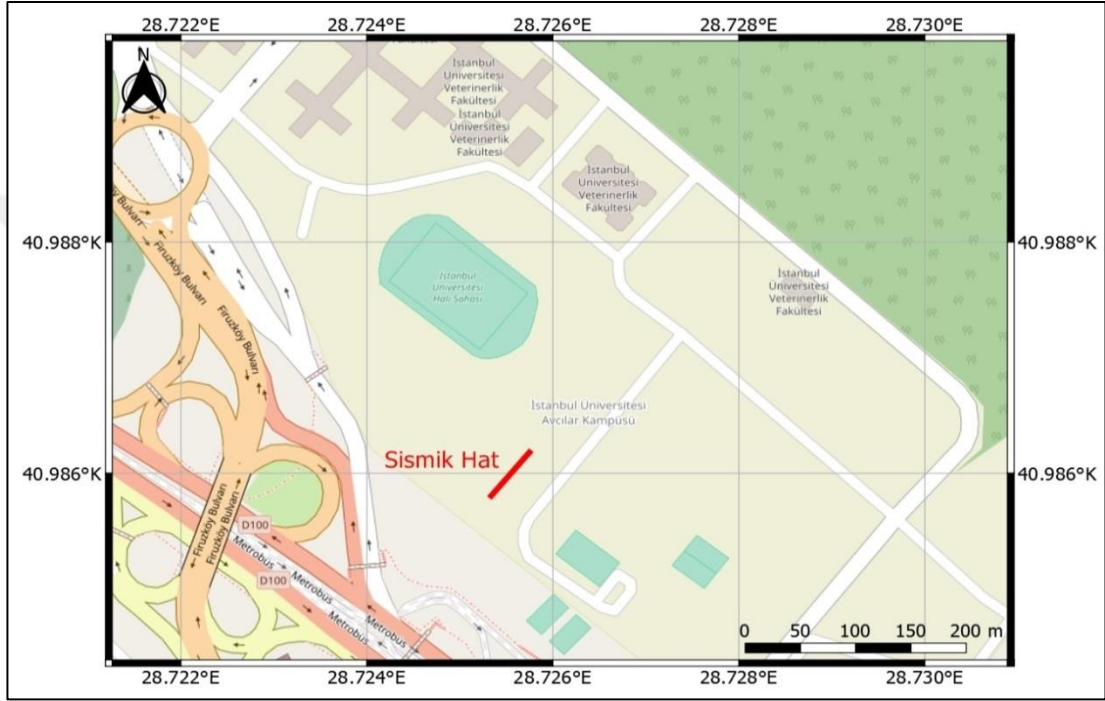 28.722°E 28.724°E 28.726°E 28.728°E 28.730°E
N
Fakültesi
İstanbul
Üniversitesi
Veterinerlik
Fakültesi
İstanbul
Üniversitesi
Veterinerlik
Fakültesi
İstanbul
Üniversitesi
Veterinerlik
Fakültesi
Bulvarı
40.988°K 40.988°K
Firuzköy Bulvarı
İstanbul
Üniversitesi
Halı Sahası
İstanbul
Üniversitesi
Veterinerlik
Fakültesi
Firuzköy Bulvarı
İstanbul Üniversitesi
Avcılar Kampüsü
Sismik Hat
40.986°K 40.986°K
Firuzköy Bulvarı
Firuzköy Bulvarı
D100
Metrobüs
Metrobüs
D100
Metrobüs
Metrobüs
0 50 100 150 200 m
28.722°E 28.724°E 28.726°E 28.728°E 28.730°E